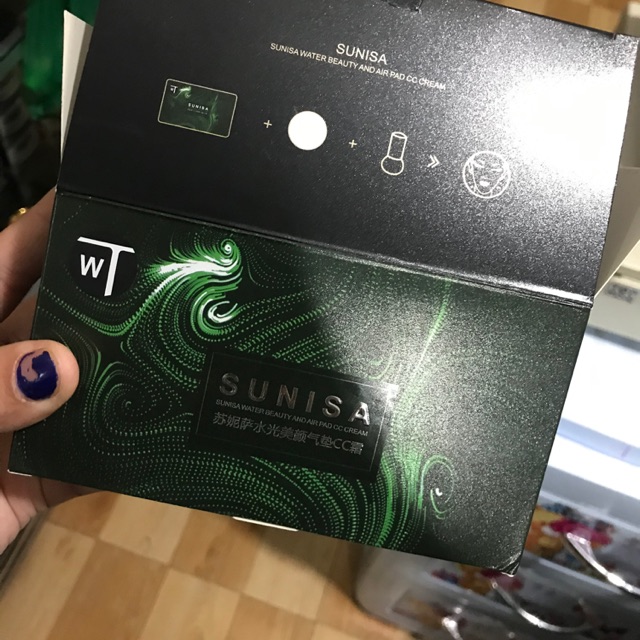 SUNISA
SUNISA WATER BEAUTY AND AIR PAD CC CREAM
SUNISA
WT
SUNISA
SUNISA WATER BEAUTY AND AIR PAD CC CREAM
苏妮萨水光美颜气垫CC霜